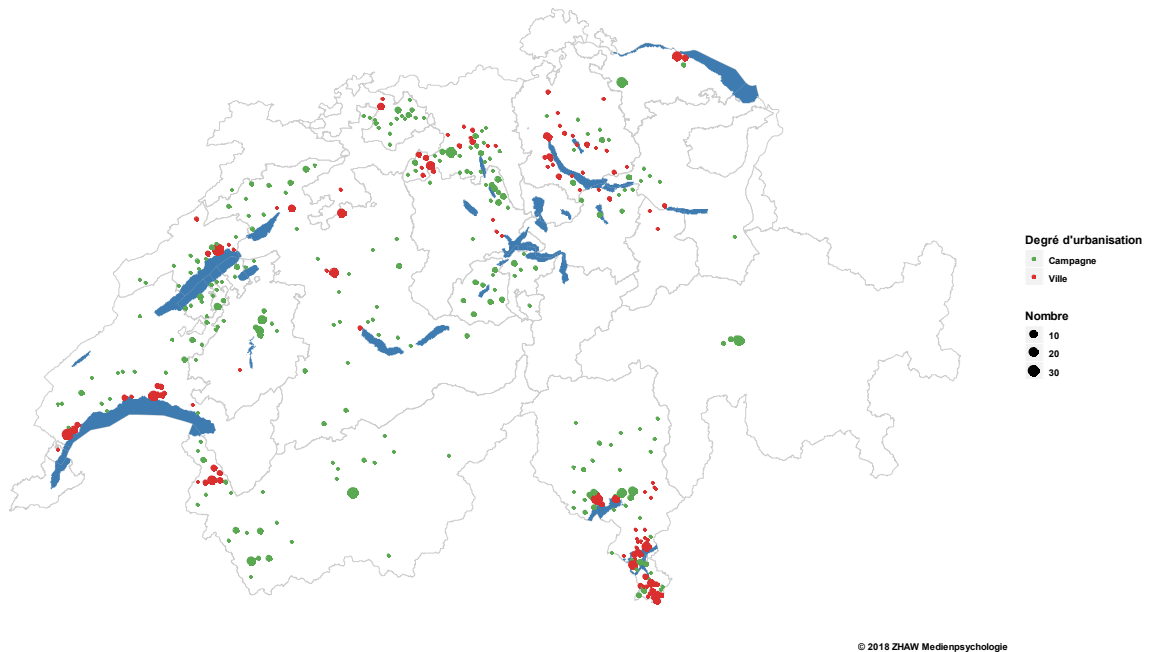 Degré d'urbanisation
Campagne
Ville
Nombre
10
20
30
© 2018 ZHAW Medienpsychologie